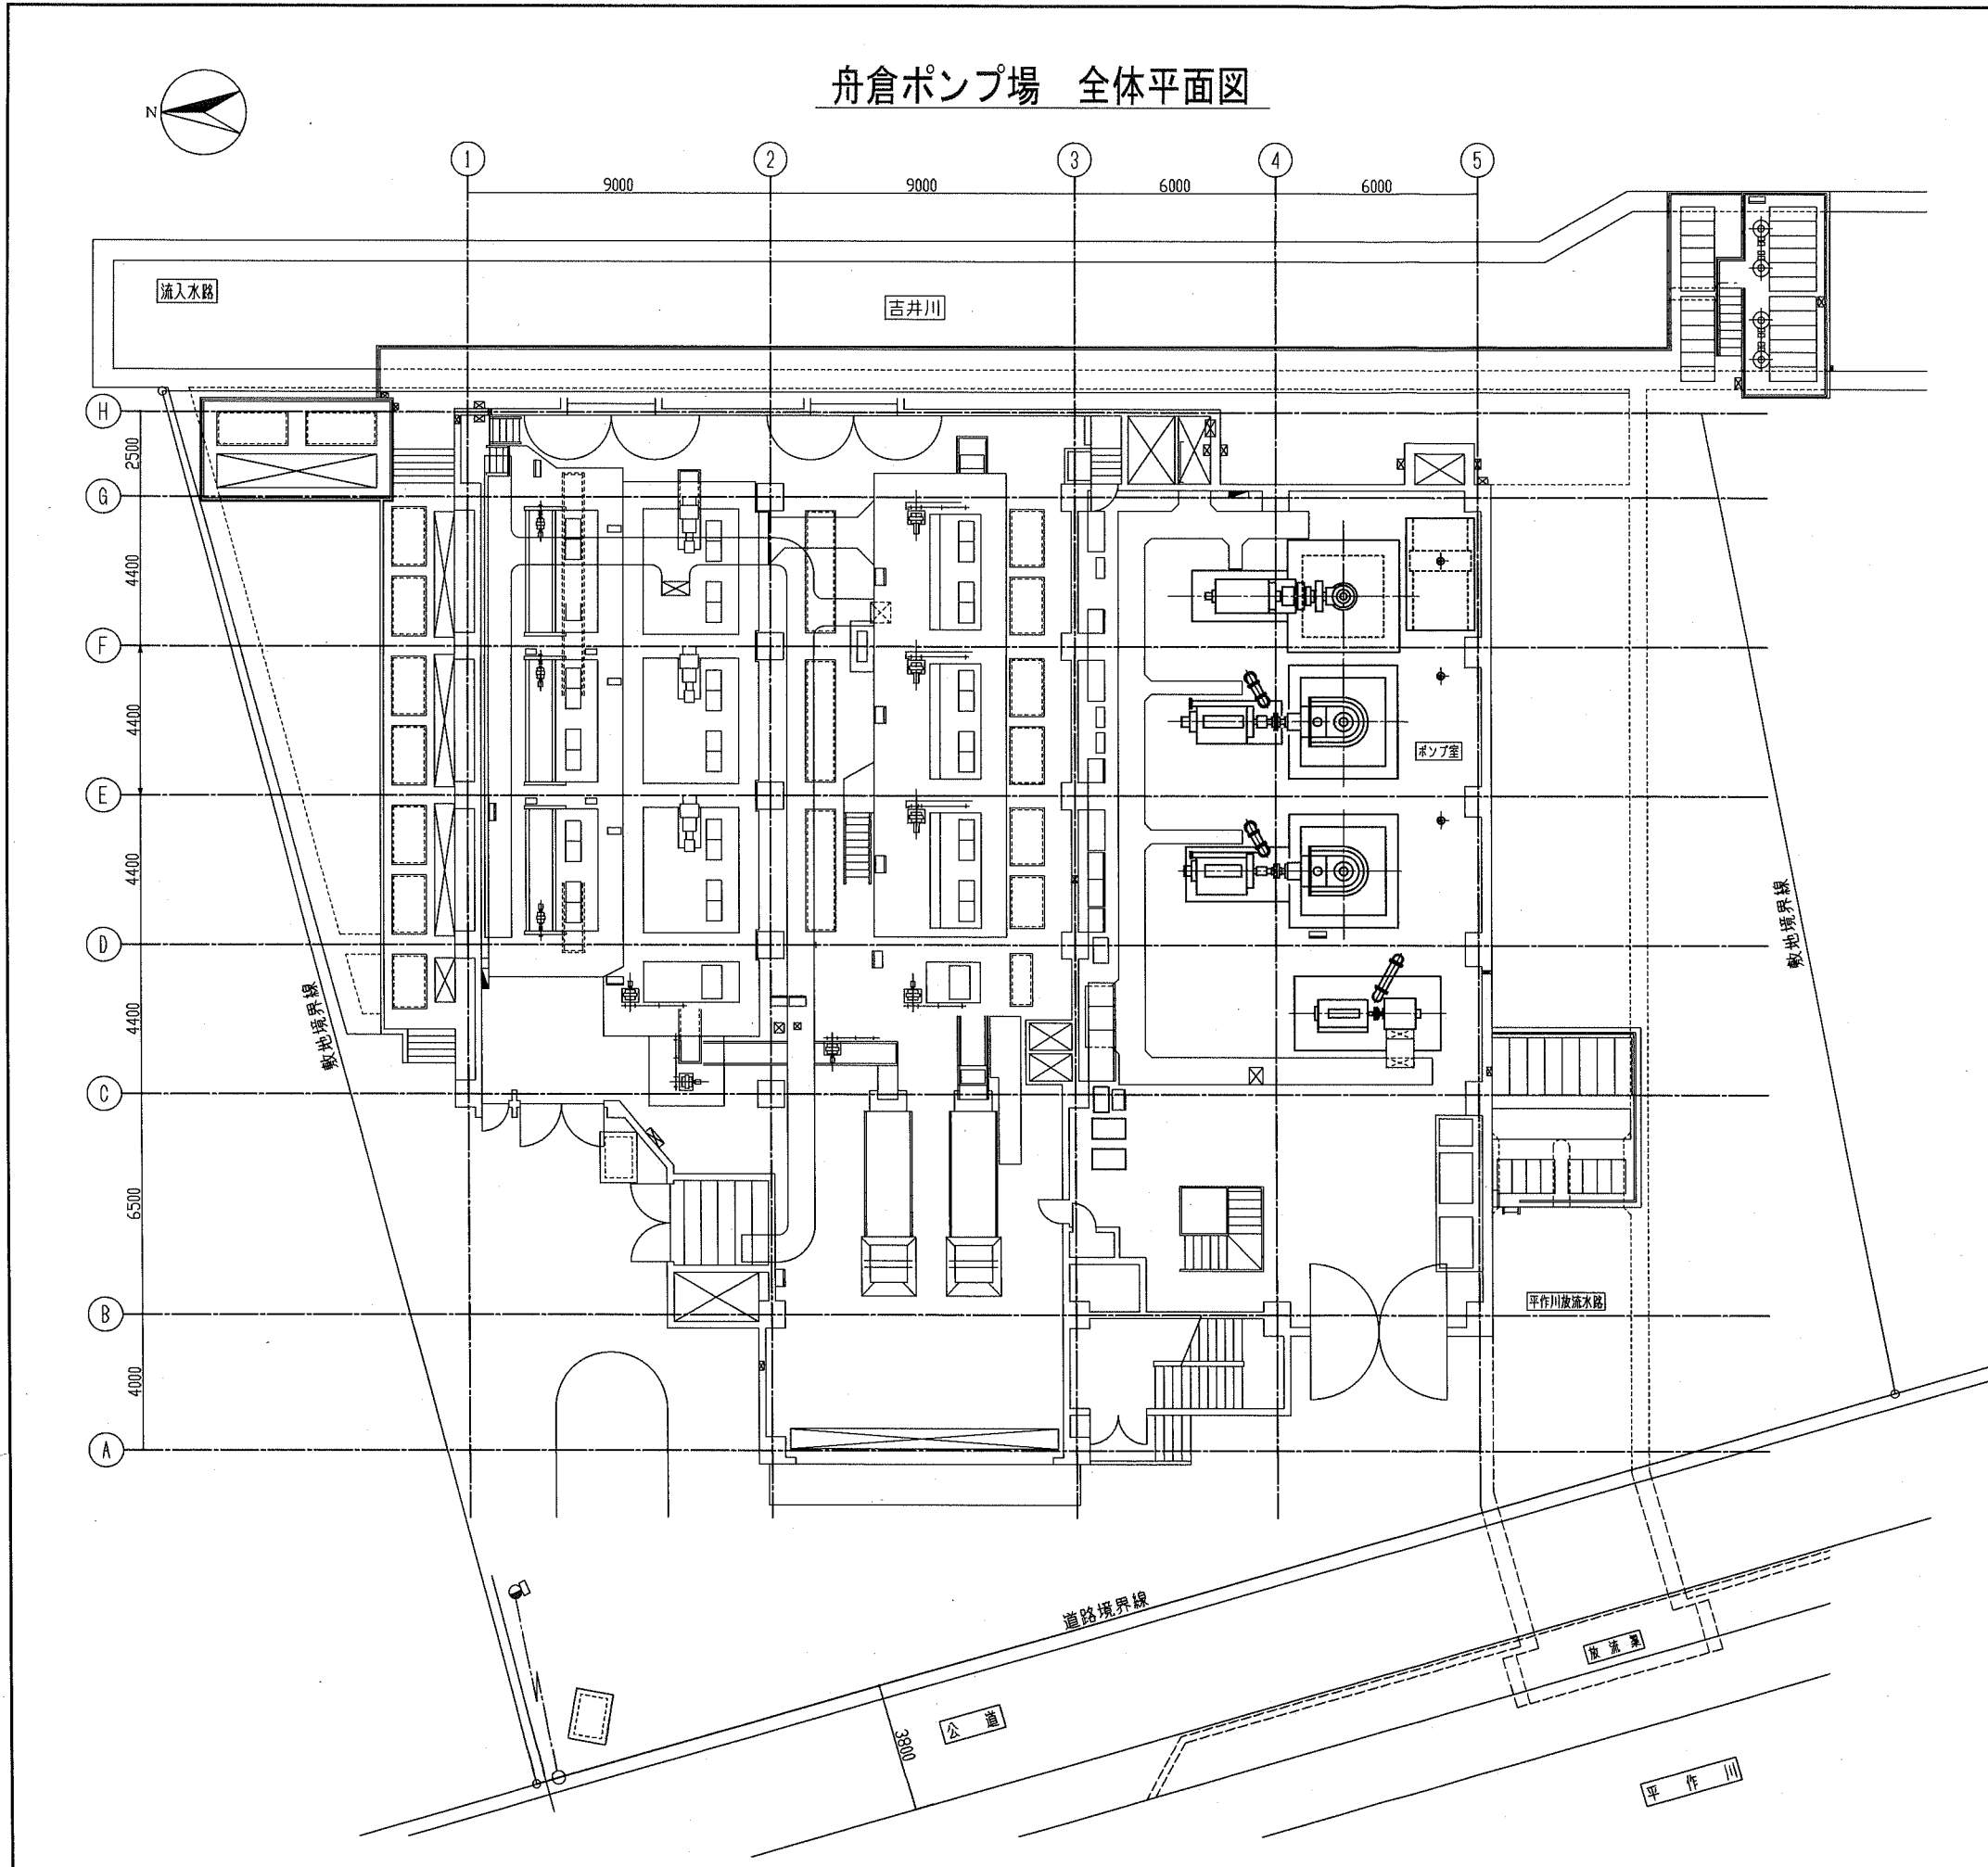 舟倉ポンプ場 全体平面図
N
1
2
3
4
5
9000
9000
6000
6000
流入水路
吉井川
H
2500
G
4400
F
4400
ポンプ室
E
4400
D
敷地境界線
敷地境界線
4400
C
6500
平作川放流水路
B
4000
A
道路境界線
放流渠
公道
3800
平作川